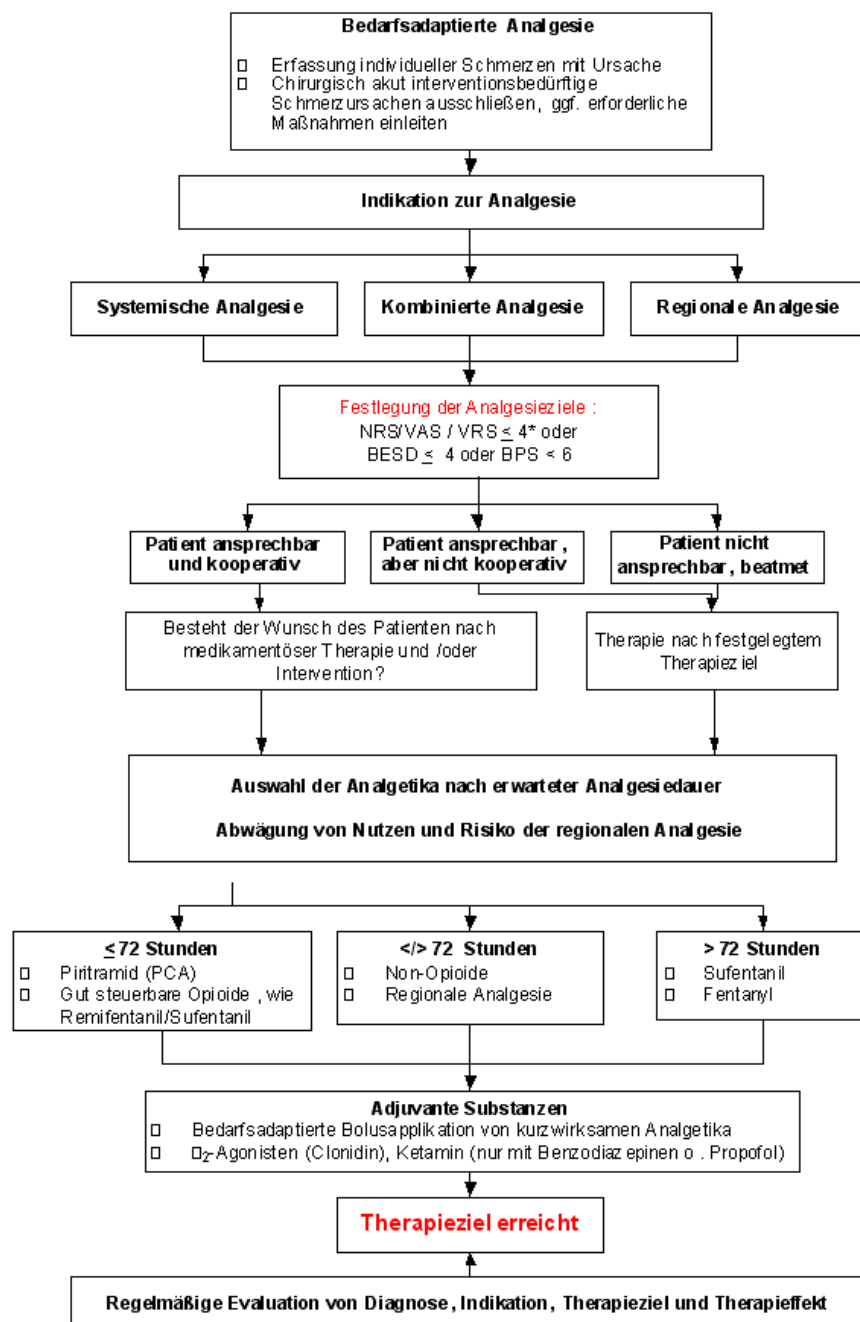 Bedarfsadaptierte Analgesie
▯ Erfassung individueller Schmerzen mit Ursache
▯ Chirurgisch akut interventionsbedürftige
Schmerzursachen ausschließen, ggf. erforderliche
Maßnahmen einleiten
Indikation zur Analgesie
Systemische Analgesie
Kombinierte Analgesie
Regionale Analgesie
Festlegung der Analgesieziele :
NRS/VAS / VRS ≤ 4* oder
BESD ≤ 4 oder BPS < 6
Patient ansprechbar
und kooperativ
Patient ansprechbar ,
aber nicht kooperativ
Patient nicht
ansprechbar , beatmet
Besteht der Wunsch des Patienten nach
medikamentöser Therapie und /oder
Intervention ?
Therapie nach festgelegtem
Therapieziel
Auswahl der Analgetika nach erwarteter Analgesiedauer
Abwägung von Nutzen und Risiko der regionalen Analgesie
≤ 72 Stunden
▯ Piritramid (PCA)
▯ Gut steuerbare Opioide , wie
Remifentanil/Sufentanil
</> 72 Stunden
▯ Non-Opioide
▯ Regionale Analgesie
> 72 Stunden
▯ Sufentanil
▯ Fentanyl
Adjuvante Substanzen
▯ Bedarfsadaptierte Bolusapplikation von kurzwirksamen Analgetika
▯ ▯₂-Agonisten (Clonidin), Ketamin (nur mit Benzodiazepinen o . Propofol)
Therapieziel erreicht
Regelmäßige Evaluation von Diagnose , Indikation, Therapieziel und Therapieffekt